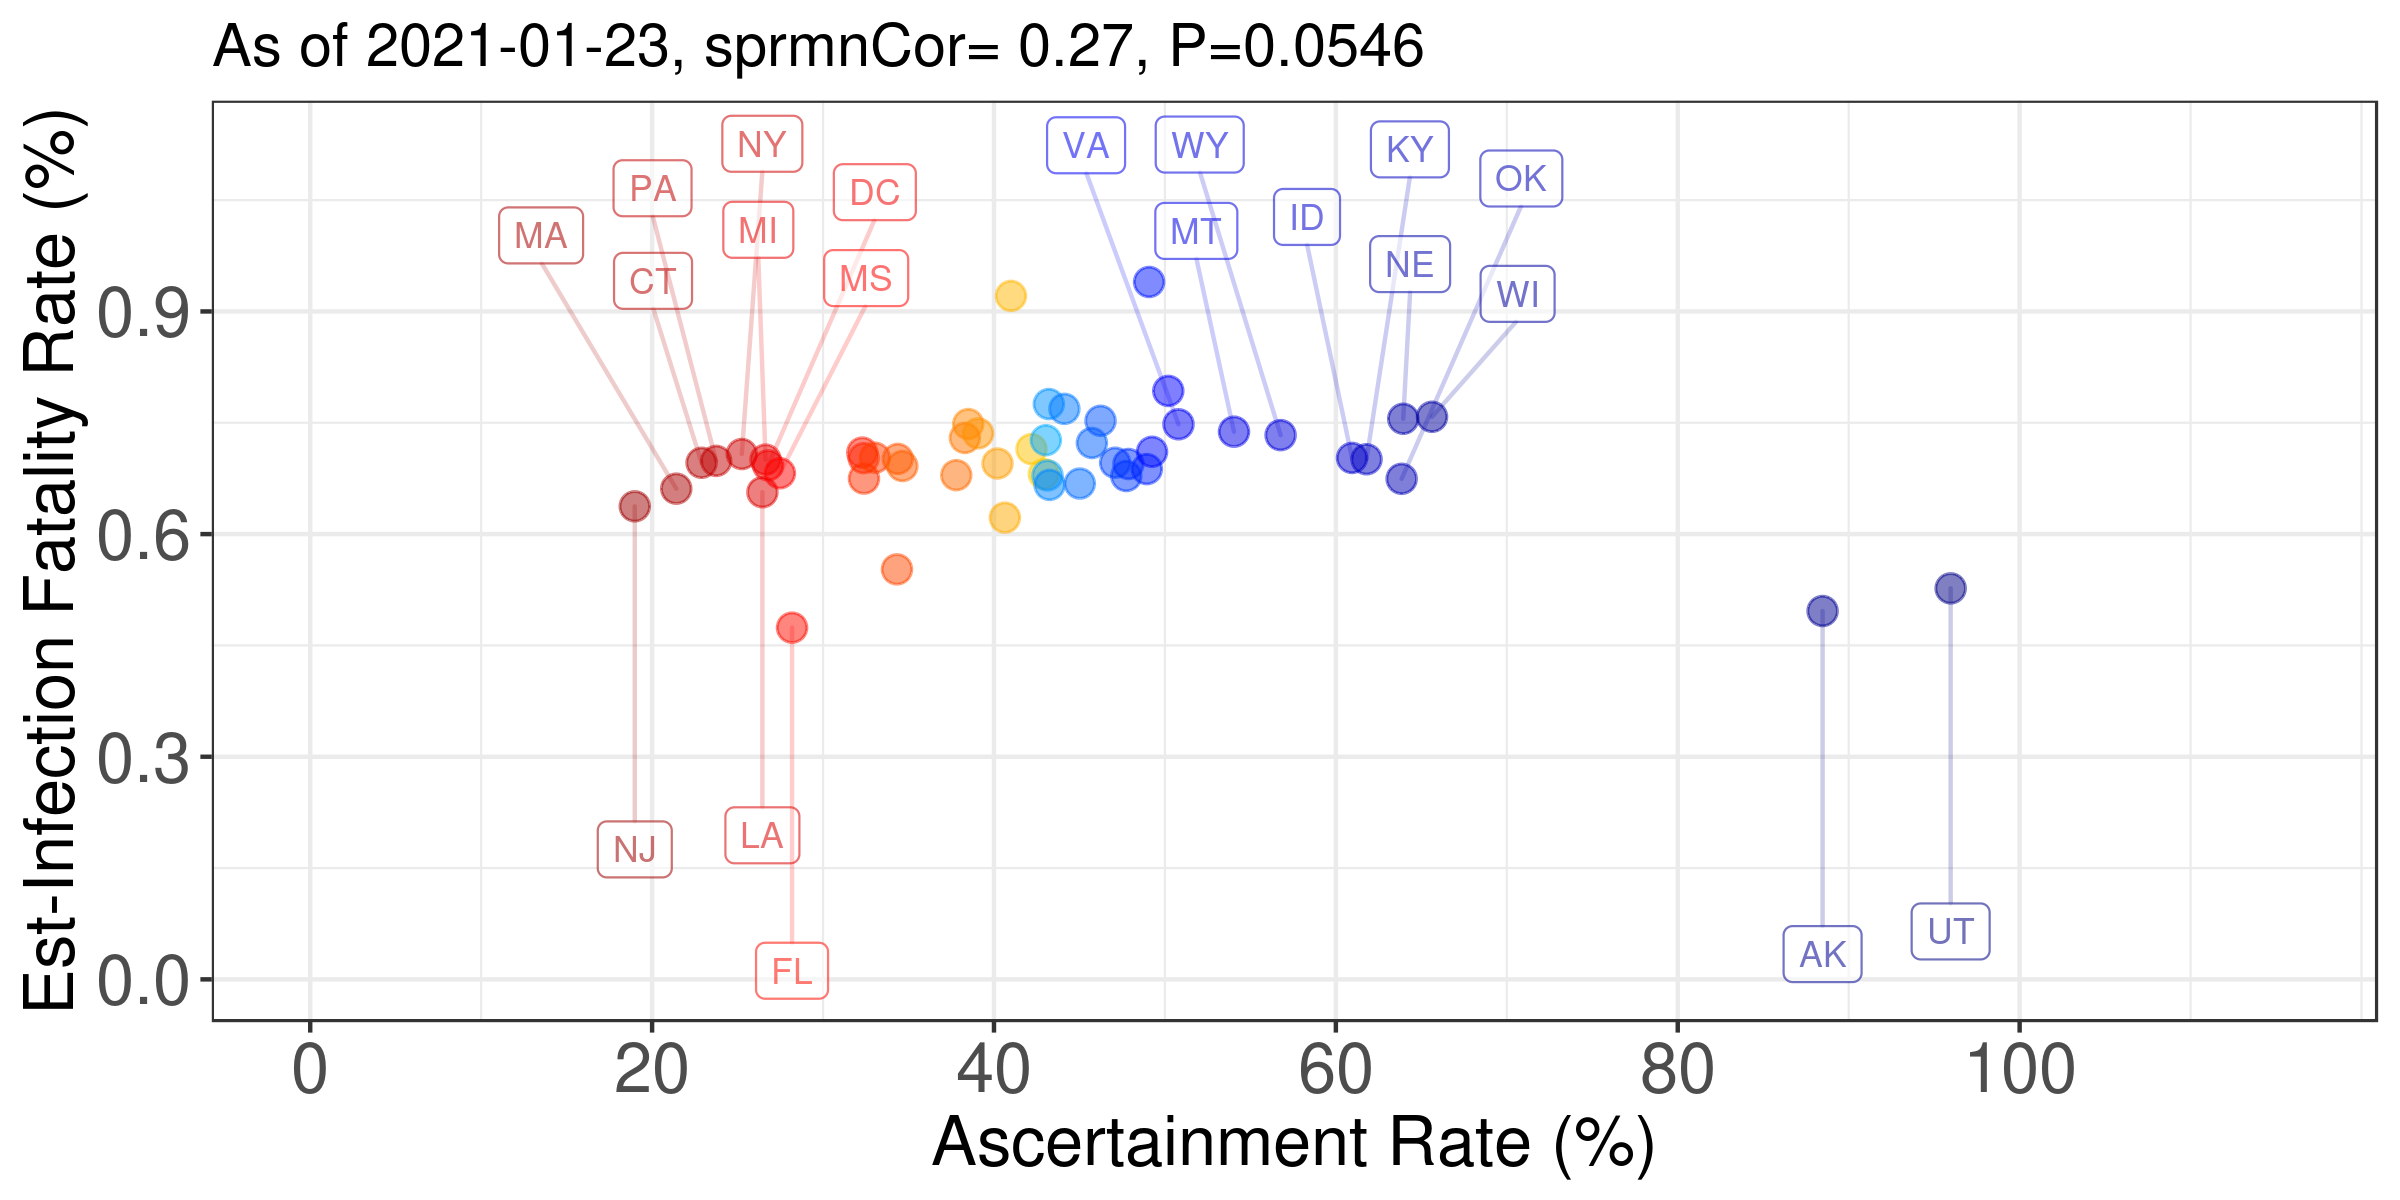 As of 2021-01-23, sprmnCor= 0.27, P=0.0546
Est-Infection Fatality Rate (%)
0.9
0.6
0.3
0.0
NY
PA
DC
MI
MA
CT
MS
VA
WY
KY
OK
ID
MT
NE
WI
NJ
LA
FL
AK
UT
0 20 40 60 80 100
Ascertainment Rate (%)